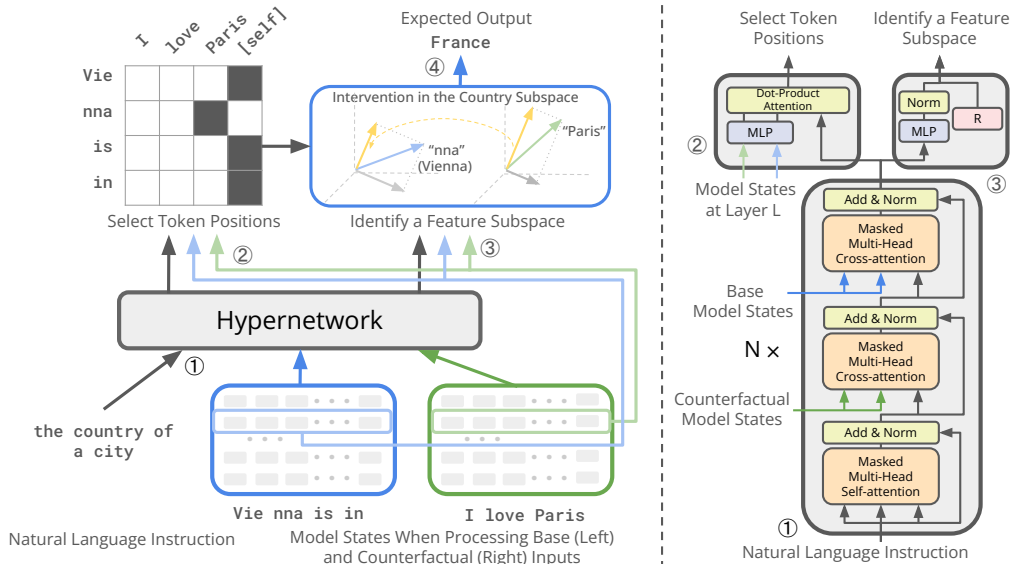 I
love
Paris
[self]
Vie
nna
is
in
Select Token Positions
②
Expected Output
France
④
Intervention in the Country Subspace
"nna"
(Vienna)
"Paris"
Identify a Feature Subspace
③
Hypernetwork
①
the country of
a city
Vie nna is in
I love Paris
Natural Language Instruction
Model States When Processing Base (Left)
and Counterfactual (Right) Inputs
Select Token
Positions
Identify a Feature
Subspace
Dot-Product
Attention
MLP
②
Norm
MLP
R
③
Model States
at Layer L
Add & Norm
Masked
Multi-Head
Cross-attention
Base
Model States
Add & Norm
N ×
Masked
Multi-Head
Cross-attention
Counterfactual
Model States
Add & Norm
Masked
Multi-Head
Self-attention
①
Natural Language Instruction